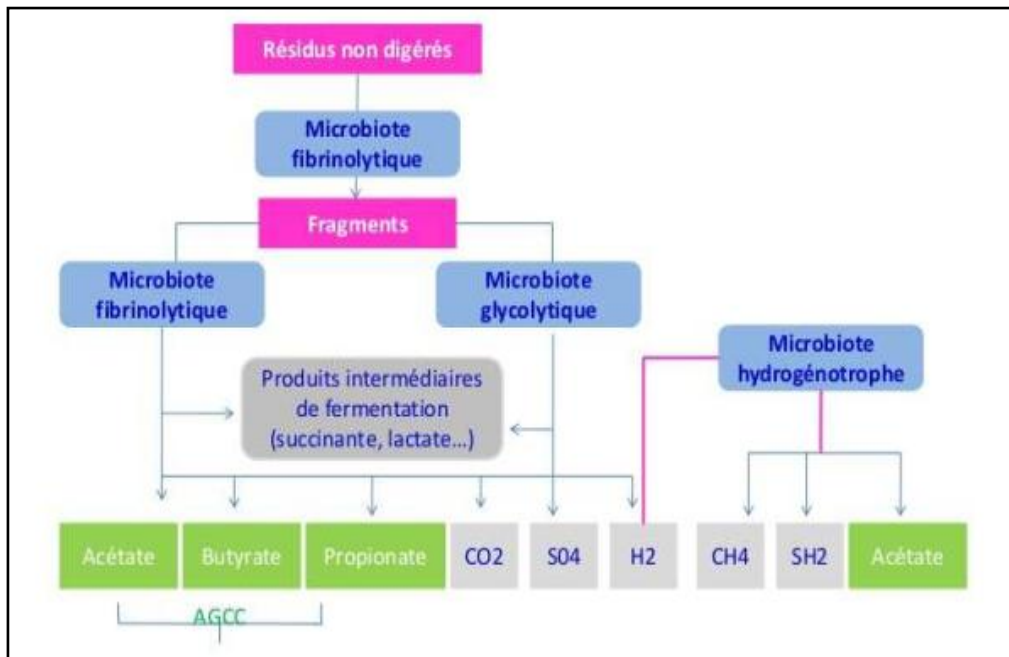 Résidus non digérés
Microbiote
fibrinolytique
Fragments
Microbiote
fibrinolytique
Microbiote
glycolytique
Microbiote
hydrogénotrophe
Produits intermédiaires
de fermentation
(succinante, lactate...)
Acétate
Butyrate
Propionate
CO2
S04
H2
CH4
SH2
Acétate
AGCC